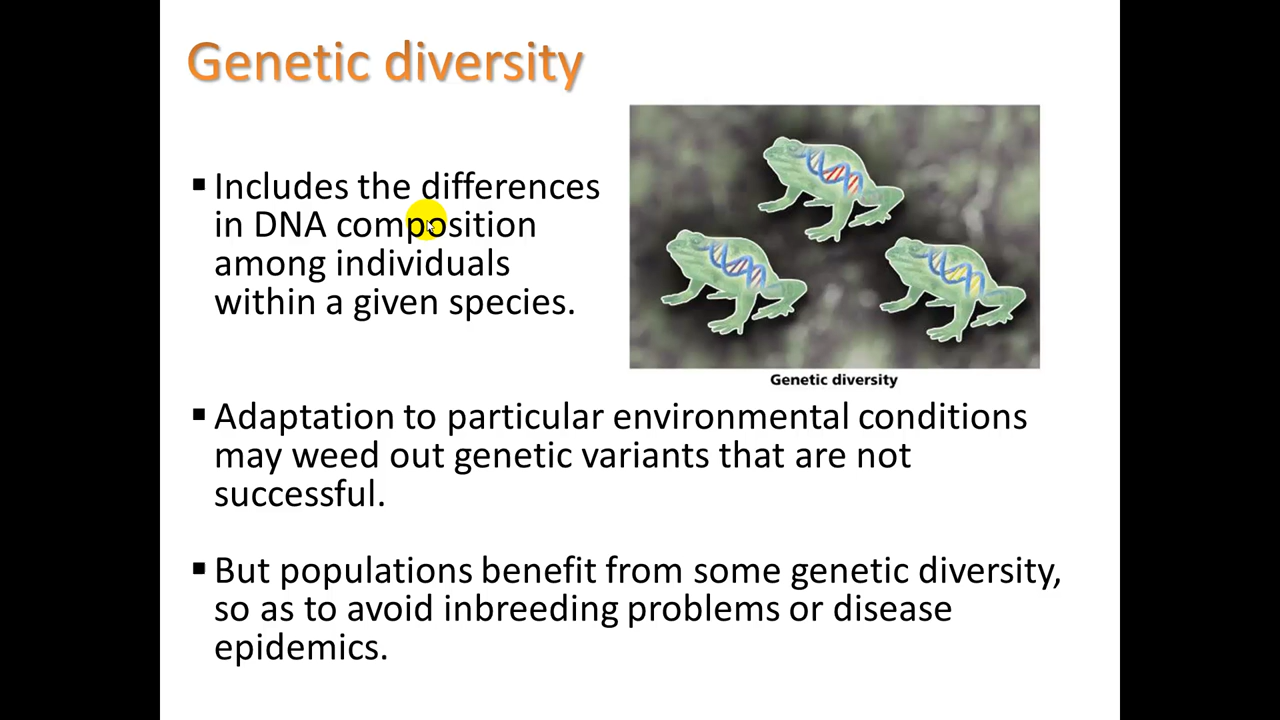 Genetic diversity
▪ Includes the differences
in DNA composition
among individuals
within a given species.
Genetic diversity
▪ Adaptation to particular environmental conditions
may weed out genetic variants that are not
successful.
▪ But populations benefit from some genetic diversity,
so as to avoid inbreeding problems or disease
epidemics.